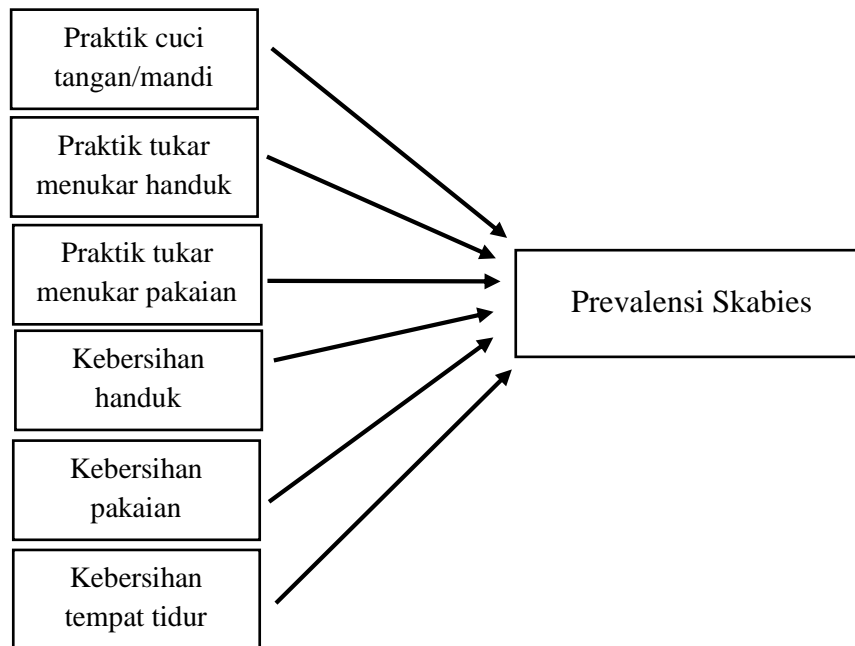 Praktik cuci
tangan/mandi
Praktik tukar
menukar handuk
Praktik tukar
menukar pakaian
Kebersihan
handuk
Kebersihan
pakaian
Kebersihan
tempat tidur
Prevalensi Skabies